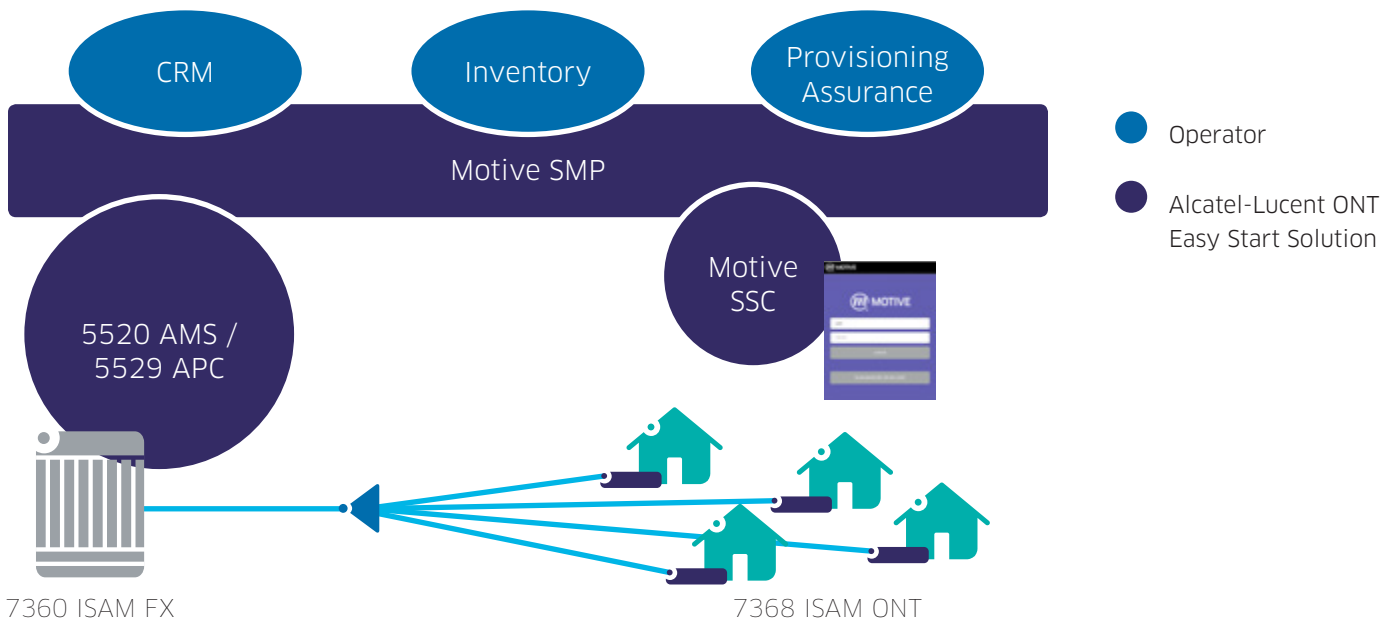 CRM
Inventory
Provisioning
Assurance
Motive SMP
Operator
Alcatel-Lucent ONT
Easy Start Solution
Motive
SSC
MOTIVE
MOTIVE
5520 AMS /
5529 APC
7360 ISAM FX
7368 ISAM ONT